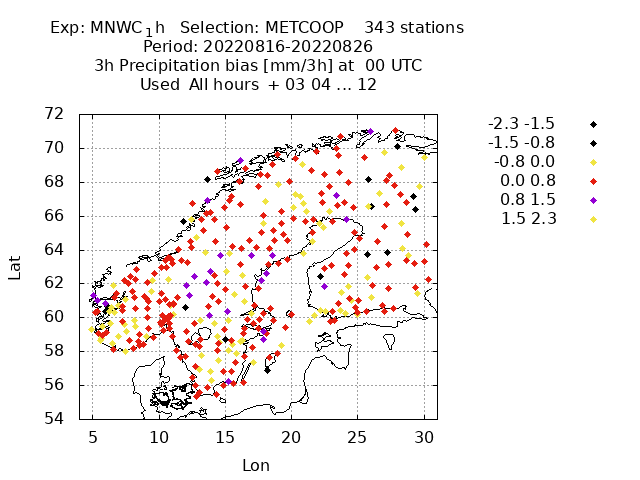 Exp: MNWC_1h Selection: METCOOP 343 stations
Period: 20220816-20220826
3h Precipitation bias [mm/3h] at 00 UTC
Used All hours + 03 04 ... 12
-2.3 -1.5
-1.5 -0.8
-0.8 0.0
0.0 0.8
0.8 1.5
1.5 2.3
72
70
68
66
64
62
60
58
56
54
Lat
5 10 15 20 25 30
Lon